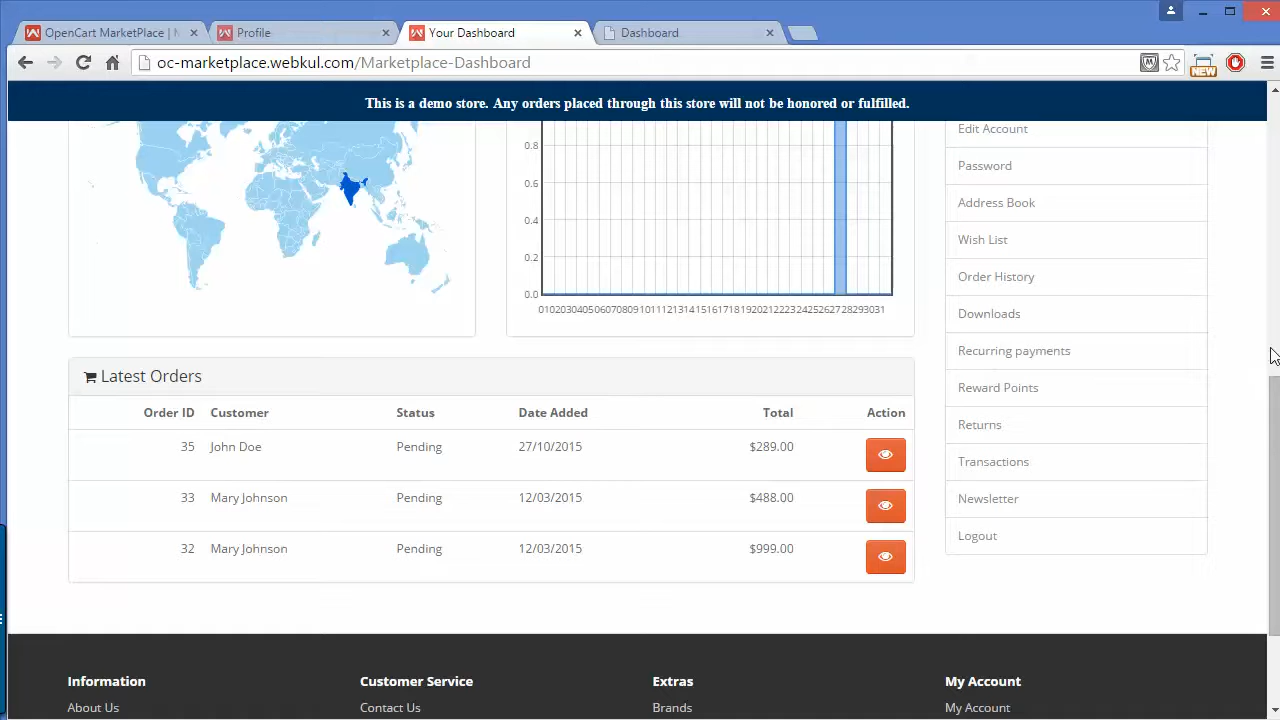 OpenCart MarketPlace | M
Profile
Your Dashboard
Dashboard
oc-marketplace.webkul.com/Marketplace-Dashboard
NEW
This is a demo store. Any orders placed through this store will not be honored or fulfilled.
0.8
0.6
0.4
0.2
0.0
01020304050607080910111213141516171819202122232425262728293031
Edit Account
Password
Address Book
Wish List
Order History
Downloads
Recurring payments
Reward Points
Returns
Transactions
Newsletter
Logout
Latest Orders
Order ID Customer Status Date Added Total Action
35 John Doe Pending 27/10/2015 $289.00
33 Mary Johnson Pending 12/03/2015 $488.00
32 Mary Johnson Pending 12/03/2015 $999.00
Information Customer Service Extras My Account
About Us Contact Us Brands My Account